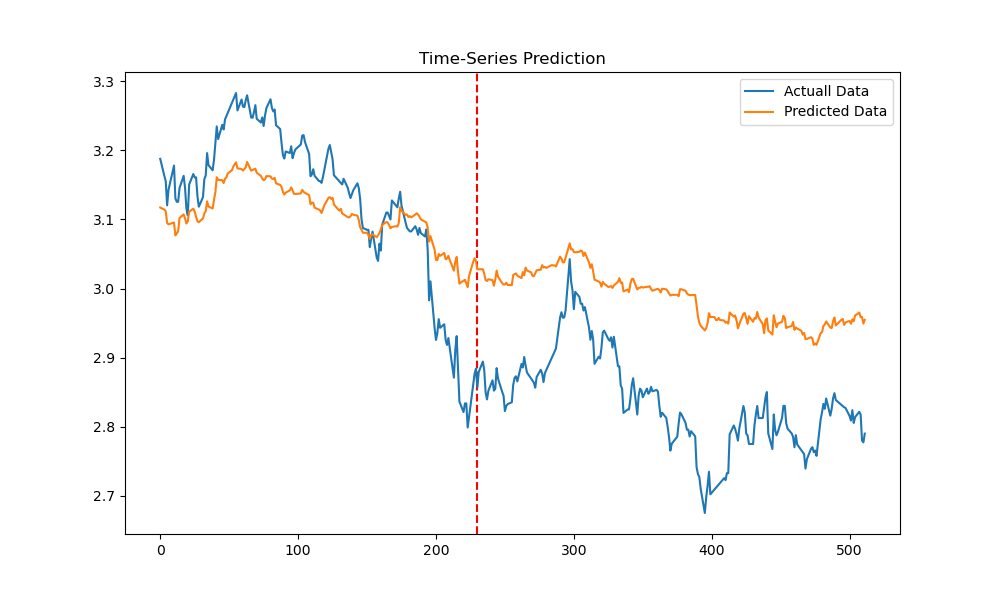 Time-Series Prediction
Actuall Data
Predicted Data
3.3
3.2
3.1
3.0
2.9
2.8
2.7
0 100 200 300 400 500